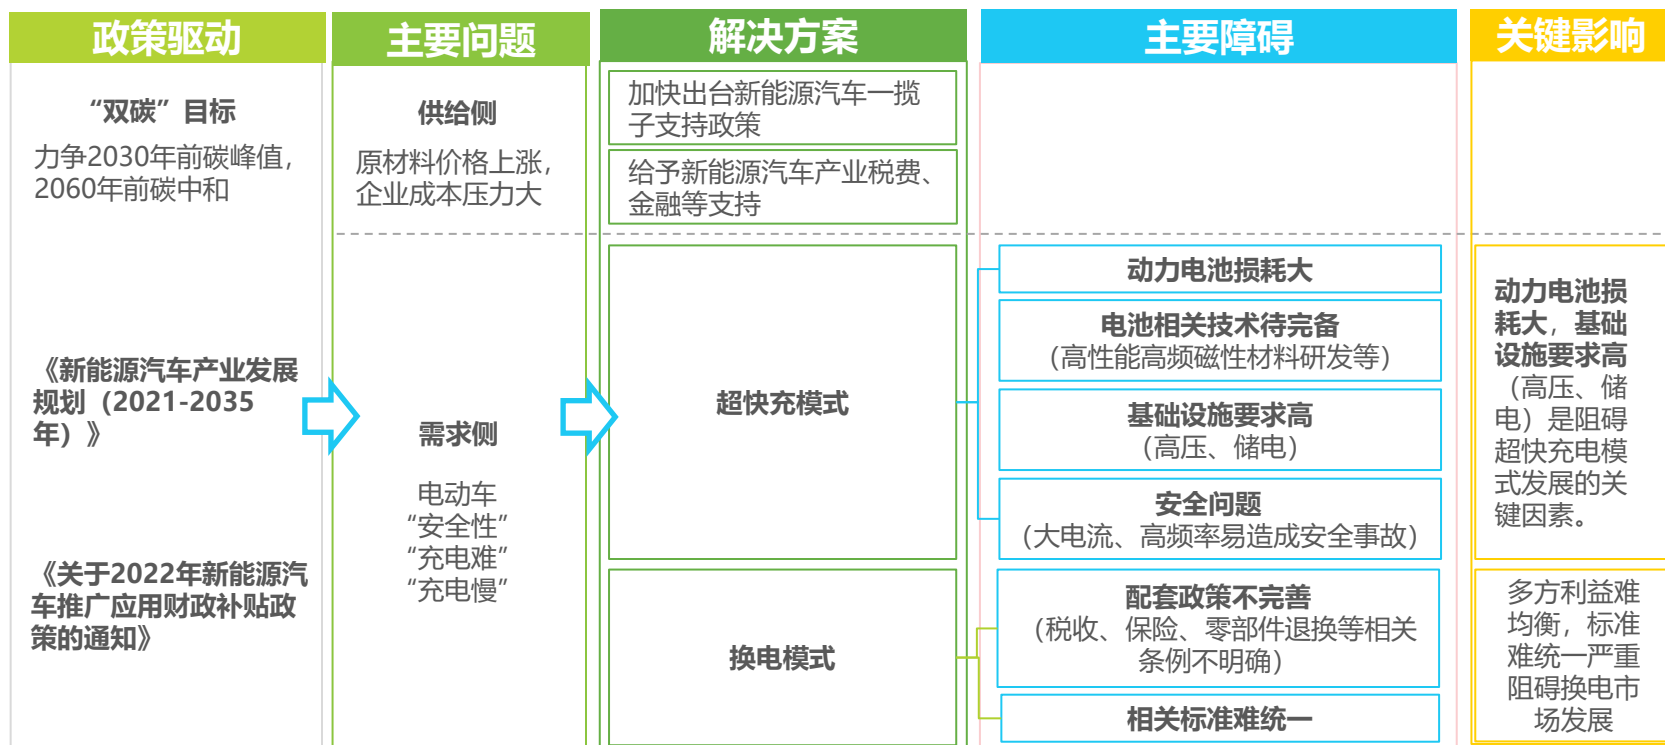 政策驱动
主要问题
解决方案
主要障碍
关键影响
“双碳”目标
力争2030年前碳峰值，
2060年前碳中和
《新能源汽车产业发展
规划（2021-2035
年）》
《关于2022年新能源汽
车推广应用财政补贴政
策的通知》
供给侧
原材料价格上涨，
企业成本压力大
需求侧
电动车
“安全性”
“充电难”
“充电慢”
加快出台新能源汽车一揽
子支持政策
给予新能源汽车产业税费、
金融等支持
超快充模式
换电模式
动力电池损耗大
电池相关技术待完备
（高性能高频磁性材料研发等）
基础设施要求高
（高压、储电）
安全问题
（大电流、高频率易造成安全事故）
配套政策不完善
（税收、保险、零部件退换等相关
条例不明确）
相关标准难统一
动力电池损
耗大，基础
设施要求高
（高压、储
电）是阻碍
超快充电模
式发展的关
键因素。
多方利益难
均衡，标准
难统一严重
阻碍换电市
场发展